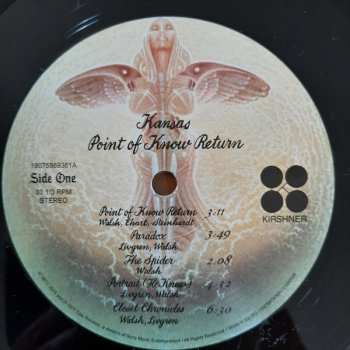 Kansas
Point of Know Return
19075869361A
Side One
33 1/3 RPM
STEREO
KIRSHNER
Point of Know Return 3:11
Walsh, Ehart, Steinhardt
Paradox 3:49
Livgren, Walsh
The Spider 2:08
Walsh
Portrait (He Knew) 4:32
Livgren, Walsh
Closet Chronicles 6:30
Walsh, Livgren